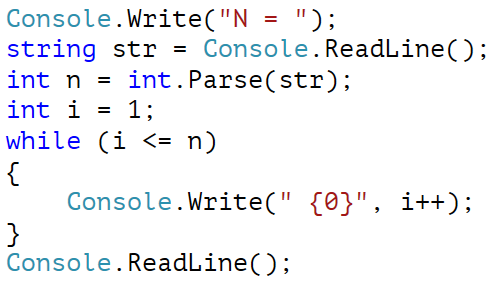 Console.Write("N = ");
string str = Console.ReadLine();
int n = int.Parse(str);
int i = 1;
while (i <= n)
{
    Console.Write(" {0}", i++);
}
Console.ReadLine();